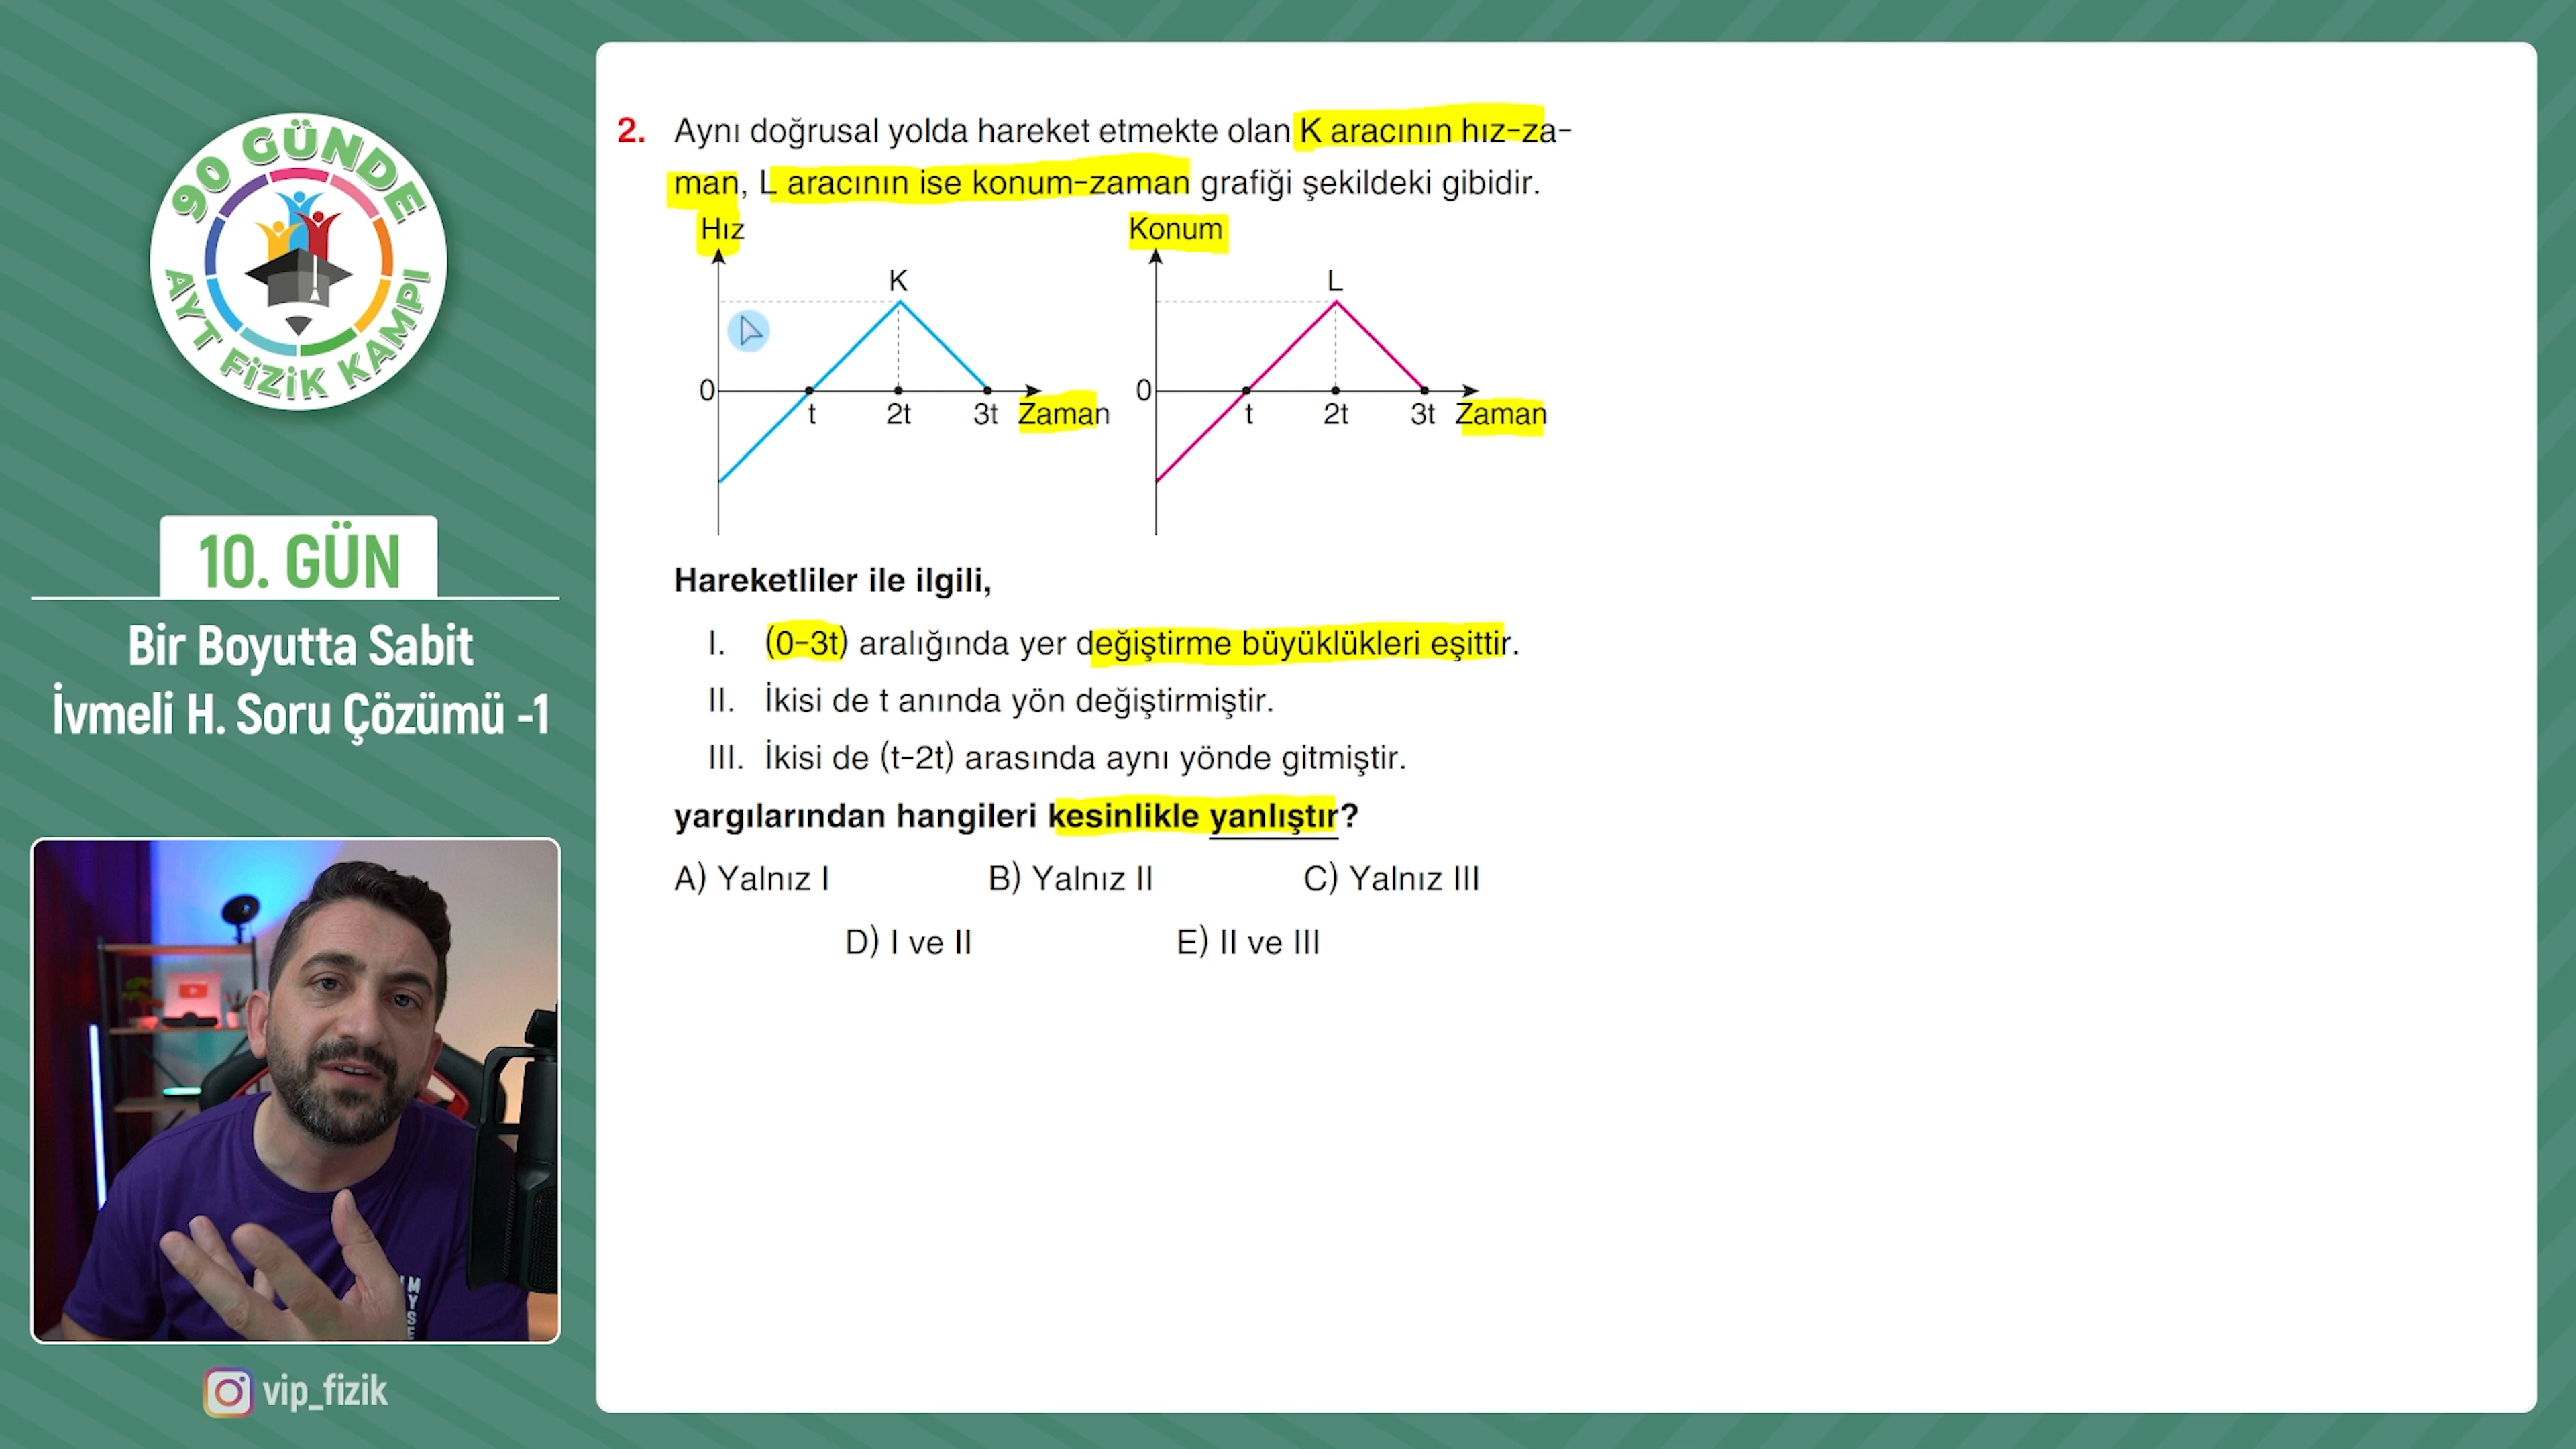 90 GÜNDE
AYT FİZİK KAMPI
10. GÜN
Bir Boyutta Sabit
İvmeli H. Soru Çözümü -1
vip_fizik
2. Aynı doğrusal yolda hareket etmekte olan K aracının hız-za-
man, L aracının ise konum-zaman grafiği şekildeki gibidir.
Hız
K
0
t 2t 3t Zaman
Konum
L
0
t 2t 3t Zaman
Hareketliler ile ilgili,
I. (0-3t) aralığında yer değiştirme büyüklükleri eşittir.
II. İkisi de t anında yön değiştirmiştir.
III. İkisi de (t-2t) arasında aynı yönde gitmiştir.
yargılarından hangileri kesinlikle yanlıştır?
A) Yalnız I B) Yalnız II C) Yalnız III
D) I ve II E) II ve III